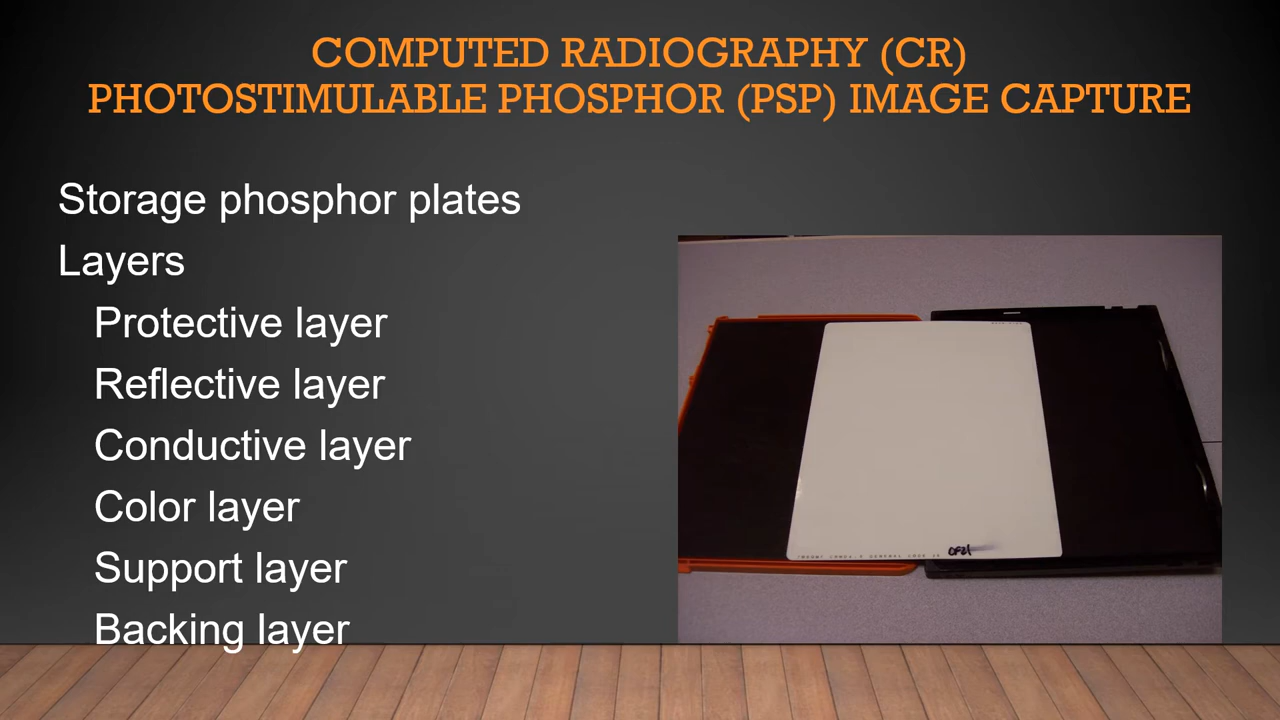 COMPUTED RADIOGRAPHY (CR)
PHOTOSTIMULABLE PHOSPHOR (PSP) IMAGE CAPTURE
Storage phosphor plates
Layers
Protective layer
Reflective layer
Conductive layer
Color layer
Support layer
Backing layer